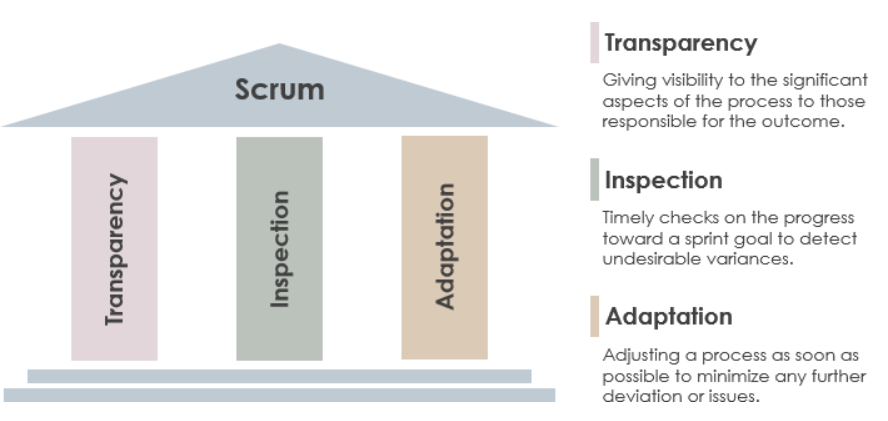 Scrum
Transparency
Inspection
Adaptation
Transparency
Giving visibility to the significant
aspects of the process to those
responsible for the outcome.
Inspection
Timely checks on the progress
toward a sprint goal to detect
undesirable variances.
Adaptation
Adjusting a process as soon as
possible to minimize any further
deviation or issues.